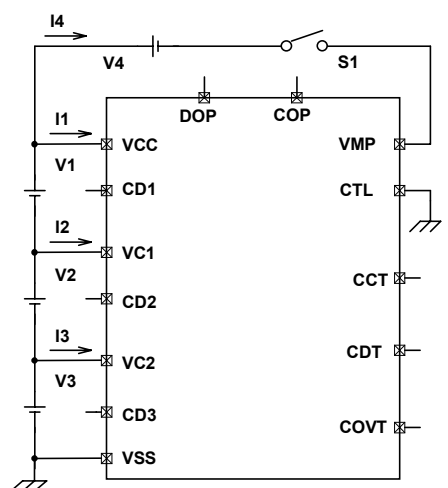 I4
V4
S1
DOP
COP
I1
VCC
VMP
V1
CD1
CTL
I2
VC1
V2
CD2
CCT
I3
VC2
CDT
V3
CD3
COVT
VSS